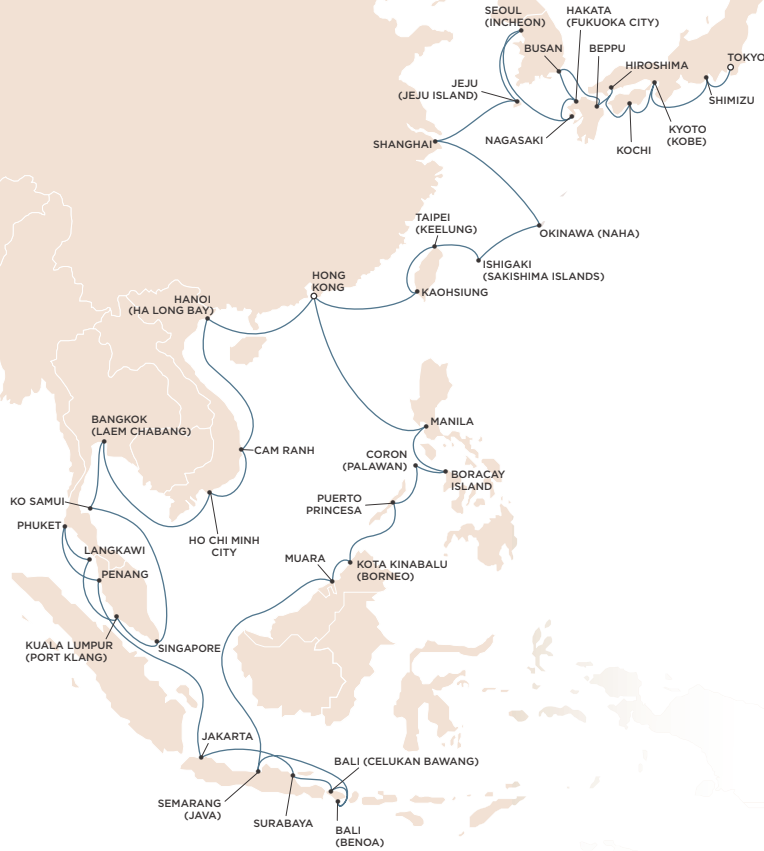 SEOUL
(INCHEON)
HAKATA
(FUKUOKA CITY)
BUSAN
BEPPU
TOKYO
HIROSHIMA
JEJU
(JEJU ISLAND)
SHIMIZU
KYOTO
(KOBE)
NAGASAKI
KOCHI
SHANGHAI
TAIPEI
(KEELUNG)
OKINAWA (NAHA)
ISHIGAKI
(SAKISHIMA ISLANDS)
HONG
KONG
KAOHSIUNG
HANOI
(HA LONG BAY)
BANGKOK
(LAEM CHABANG)
MANILA
CAM RANH
CORON
(PALAWAN)
BORACAY
ISLAND
KO SAMUI
PUERTO
PRINCESA
PHUKET
HO CHI MINH
CITY
LANGKAWI
MUARA
KOTA KINABALU
(BORNEO)
PENANG
KUALA LUMPUR
(PORT KLANG)
SINGAPORE
JAKARTA
BALI (CELUKAN BAWANG)
SEMARANG
(JAVA)
SURABAYA
BALI
(BENOA)